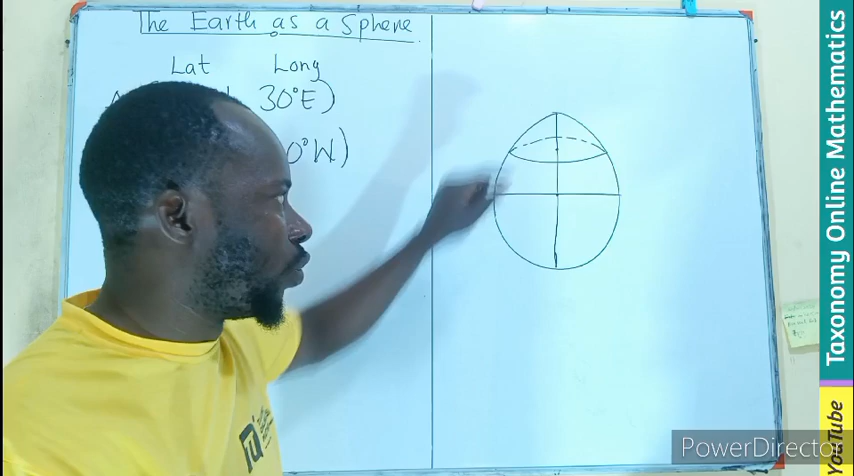 The Earth as a Sphere
Lat Long
30°E)
0°W)
Taxonomy Online Mathematics
YouTube
PowerDirector